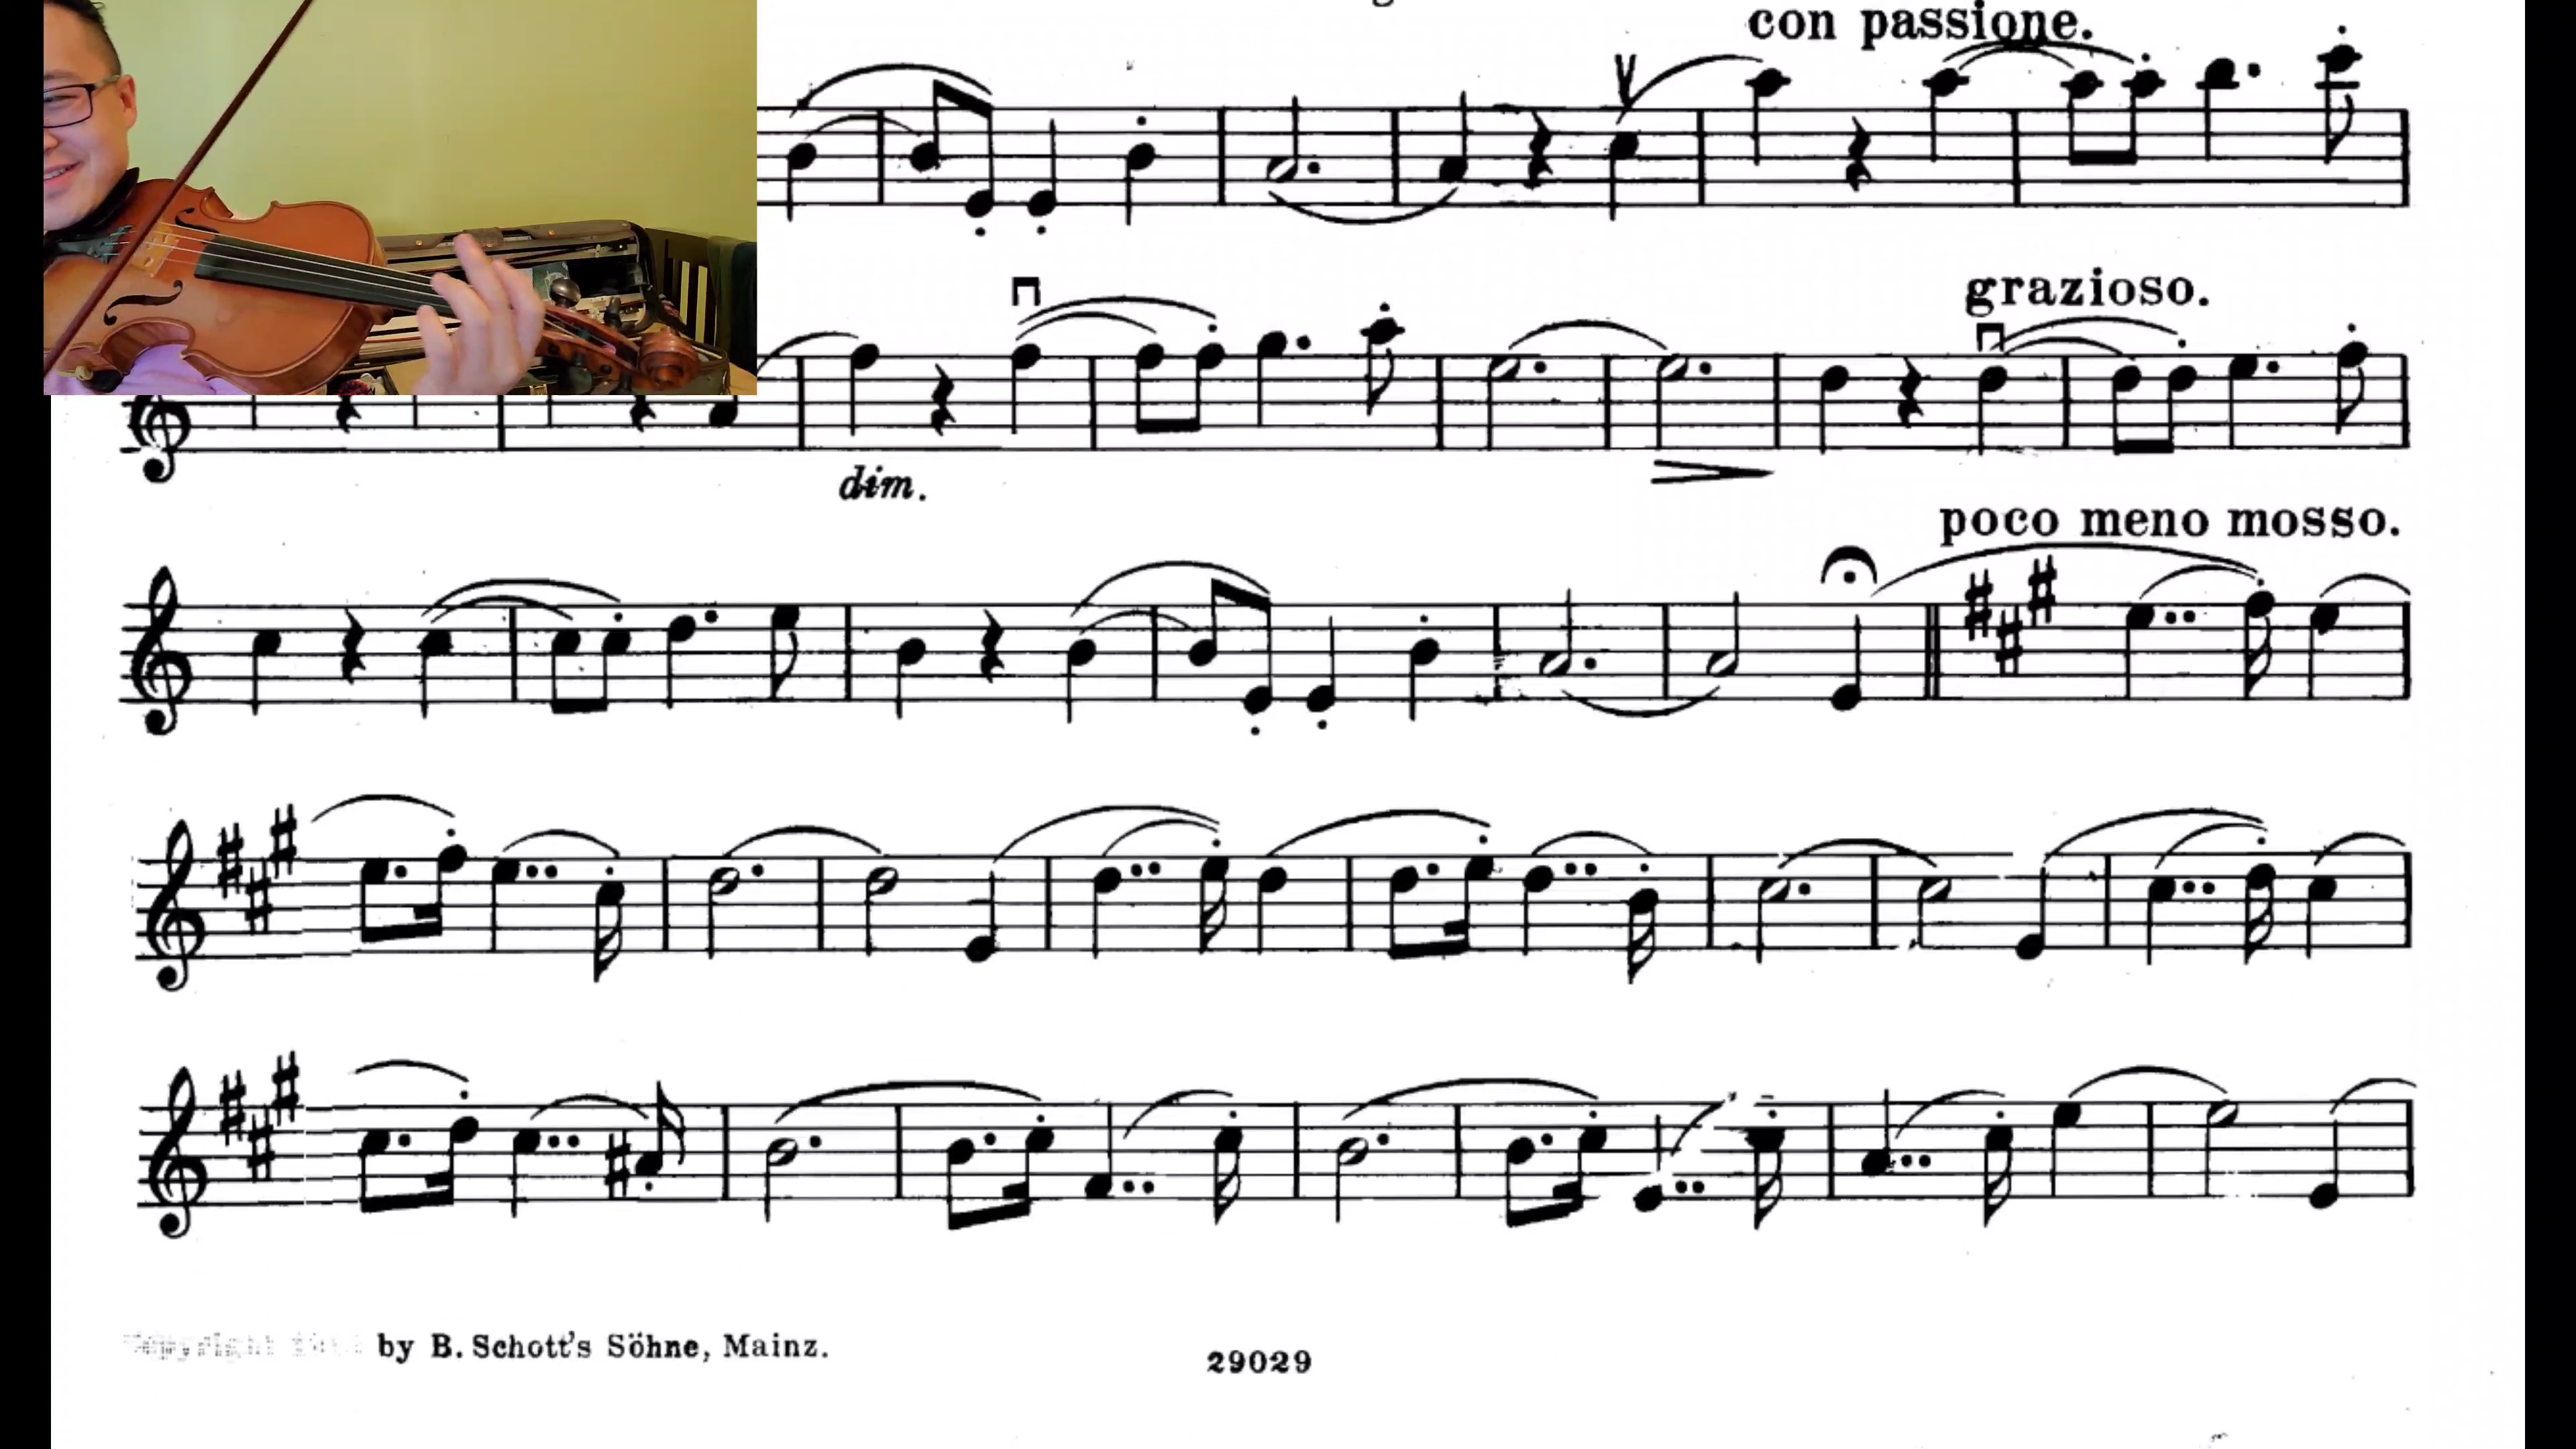 con passione.
grazioso.
dim.
poco meno mosso.
by B. Schott's Söhne, Mainz.
29029